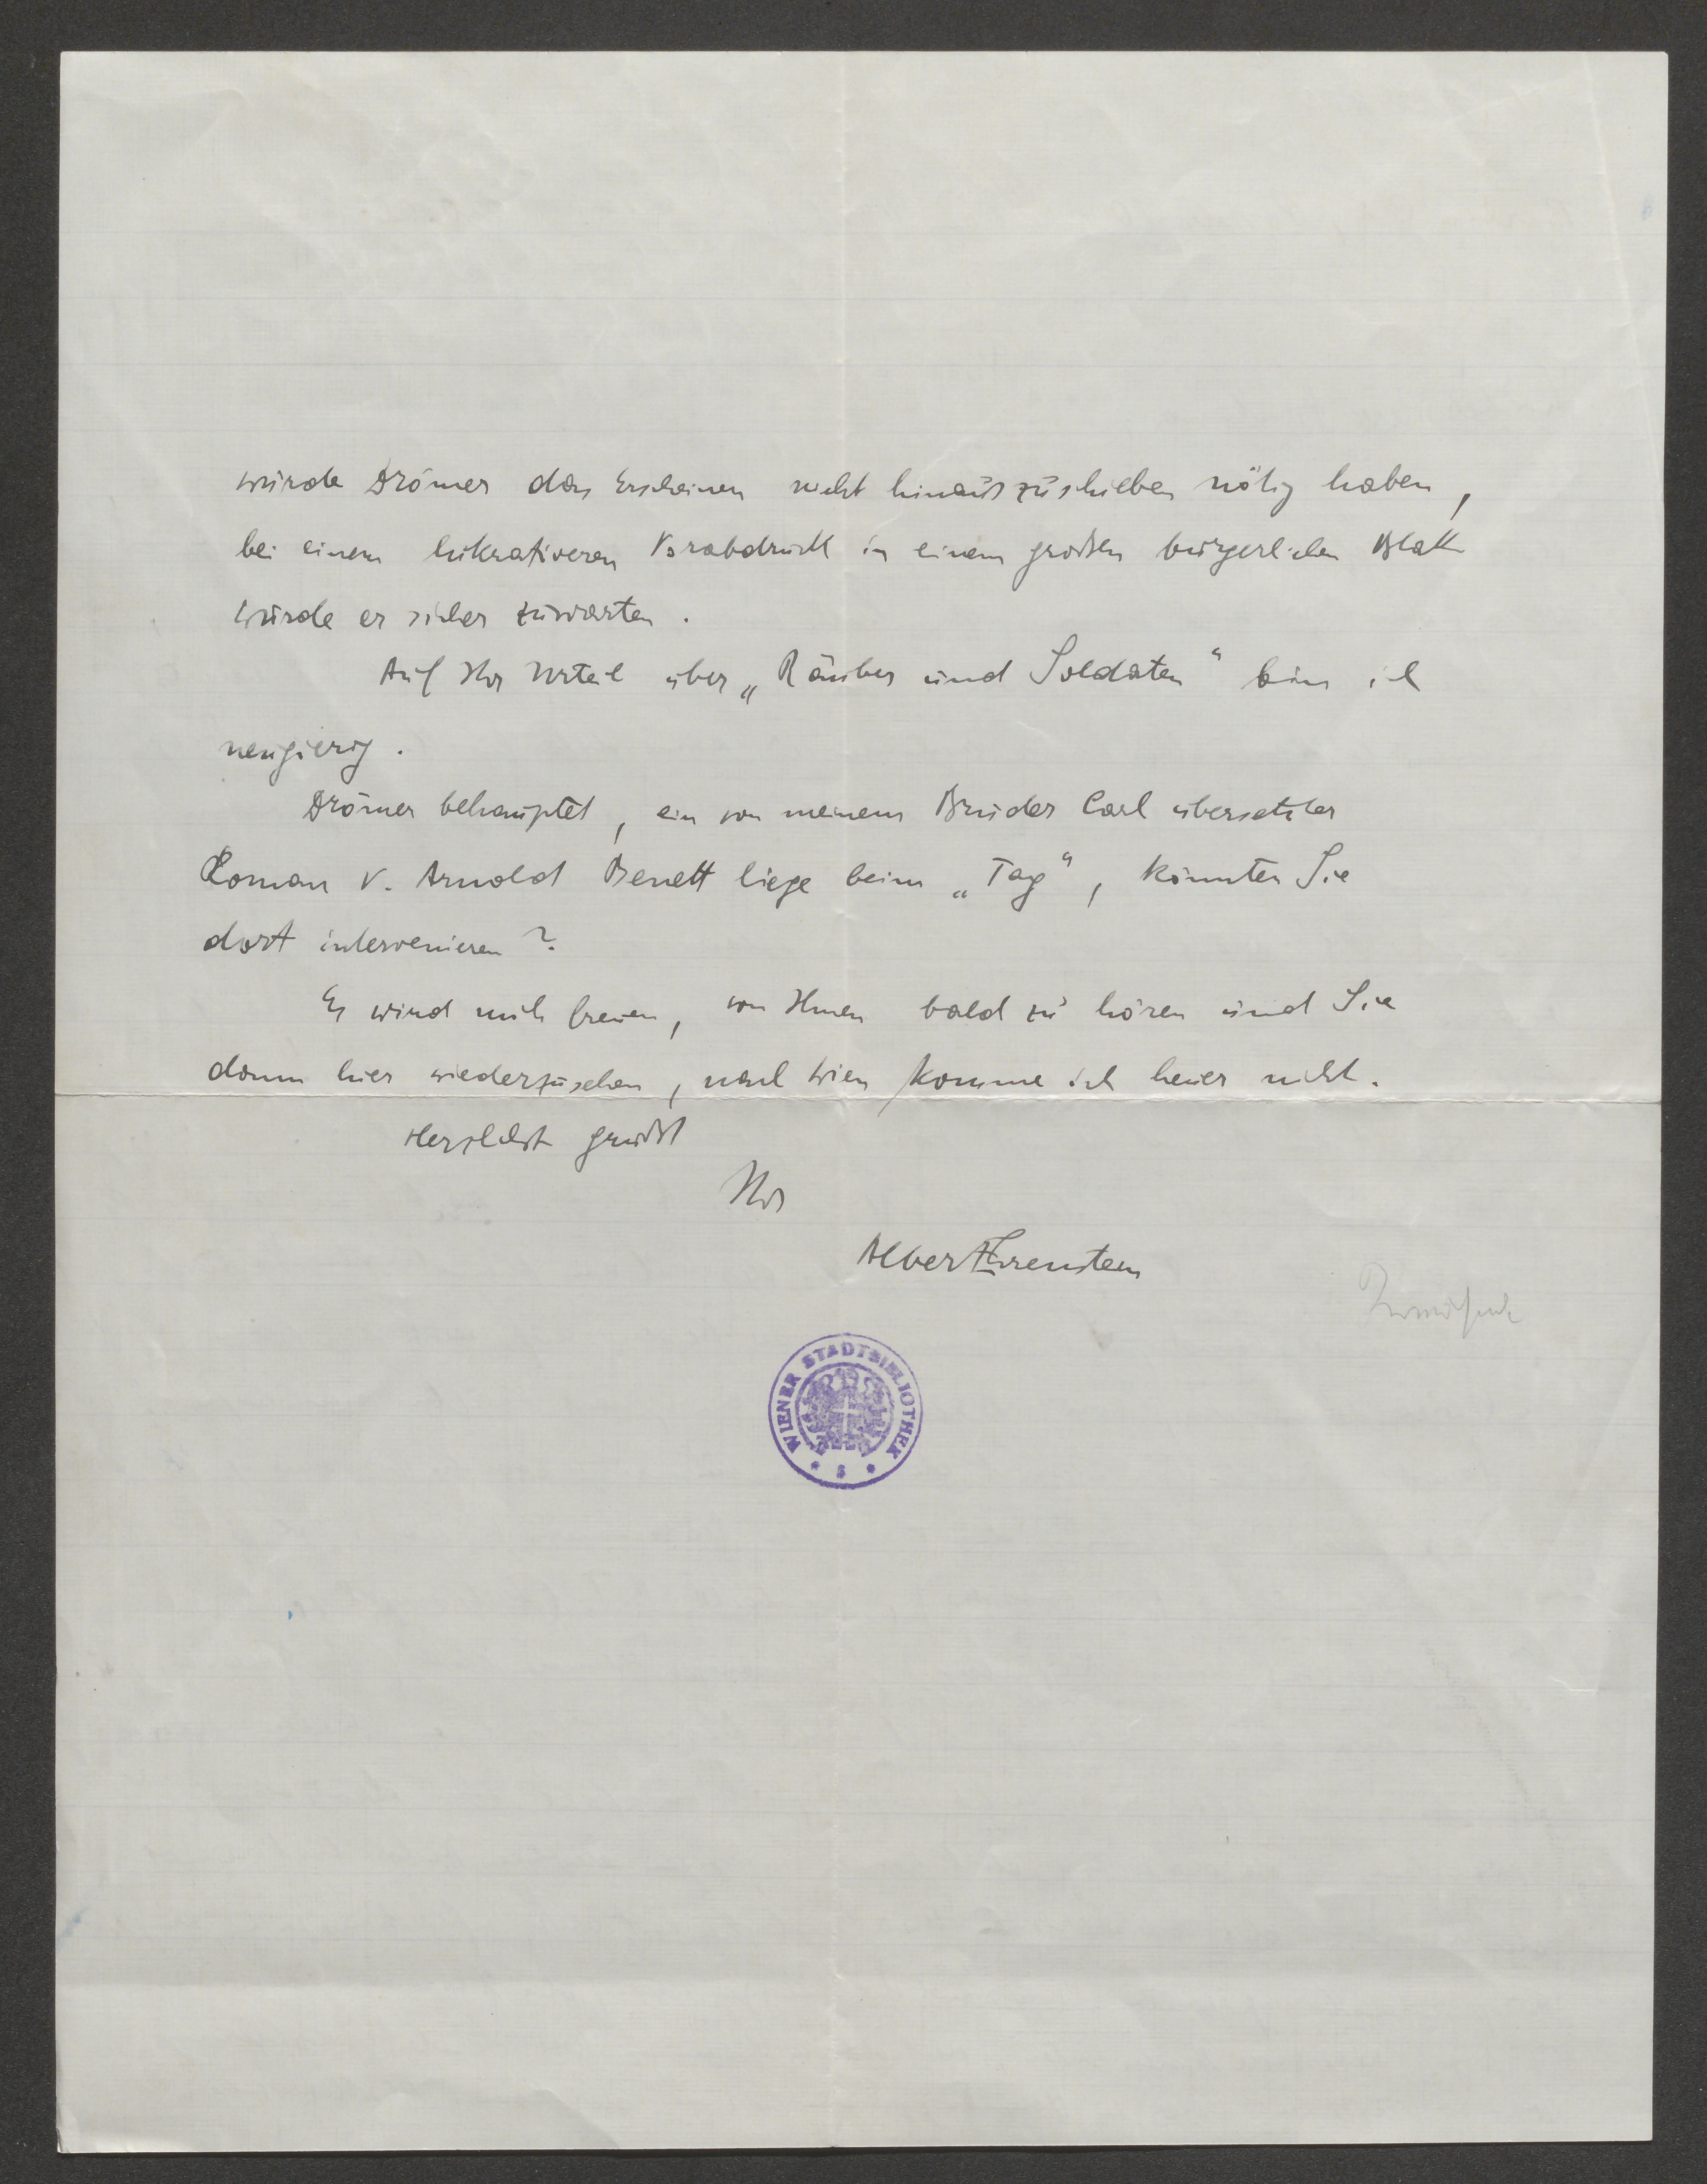 würde Drömer das Erscheinen nicht hinauszuschieben nötig haben,
bei einem lukrativeren Vorabdruck in einem großen bürgerlichen Blatt
würde er sicher zuwarten.
Auf Ihr Urteil über „Räuber und Soldaten“ bin ich
neugierig.
Drömer behauptet, ein von meinem Bruder Carl übersetzter
Roman v. Arnold Benett liege beim „Tag“, könnten Sie
dort intervenieren?
Es wird mich freuen, von Ihnen bald zu hören und Sie
dann hier wiederzusehen, nach Wien komme ich heuer nicht.
Herzlichst grüßt
Ihr
Albert Ehrenstein
WIENER STADTBIBLIOTHEK